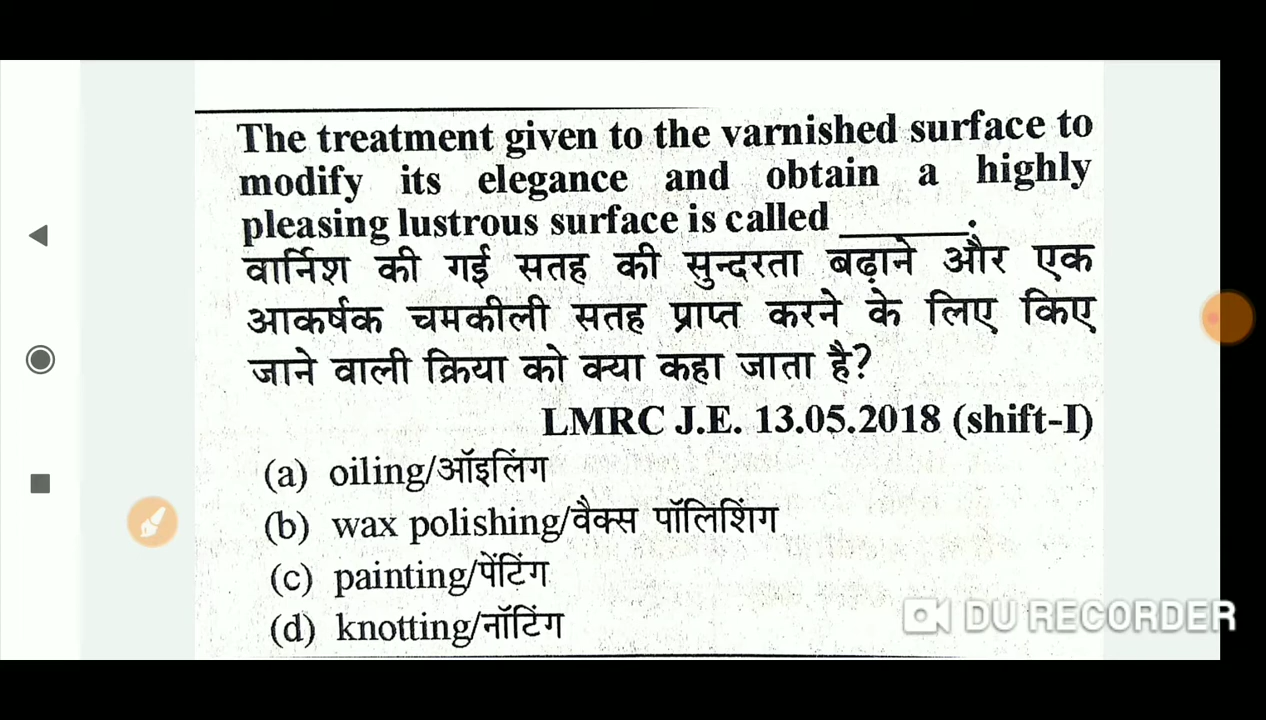 The treatment given to the varnished surface to
modify its elegance and obtain a highly
pleasing lustrous surface is called _______.
वार्निश की गई सतह की सुन्दरता बढ़ाने और एक
आकर्षक चमकीली सतह प्राप्त करने के लिए किए
जाने वाली क्रिया को क्या कहा जाता है?
LMRC J.E. 13.05.2018 (shift-I)
(a) oiling/ऑइलिंग
(b) wax polishing/वैक्स पॉलिशिंग
(c) painting/पेंटिंग
(d) knotting/नॉटिंग
DU RECORDER